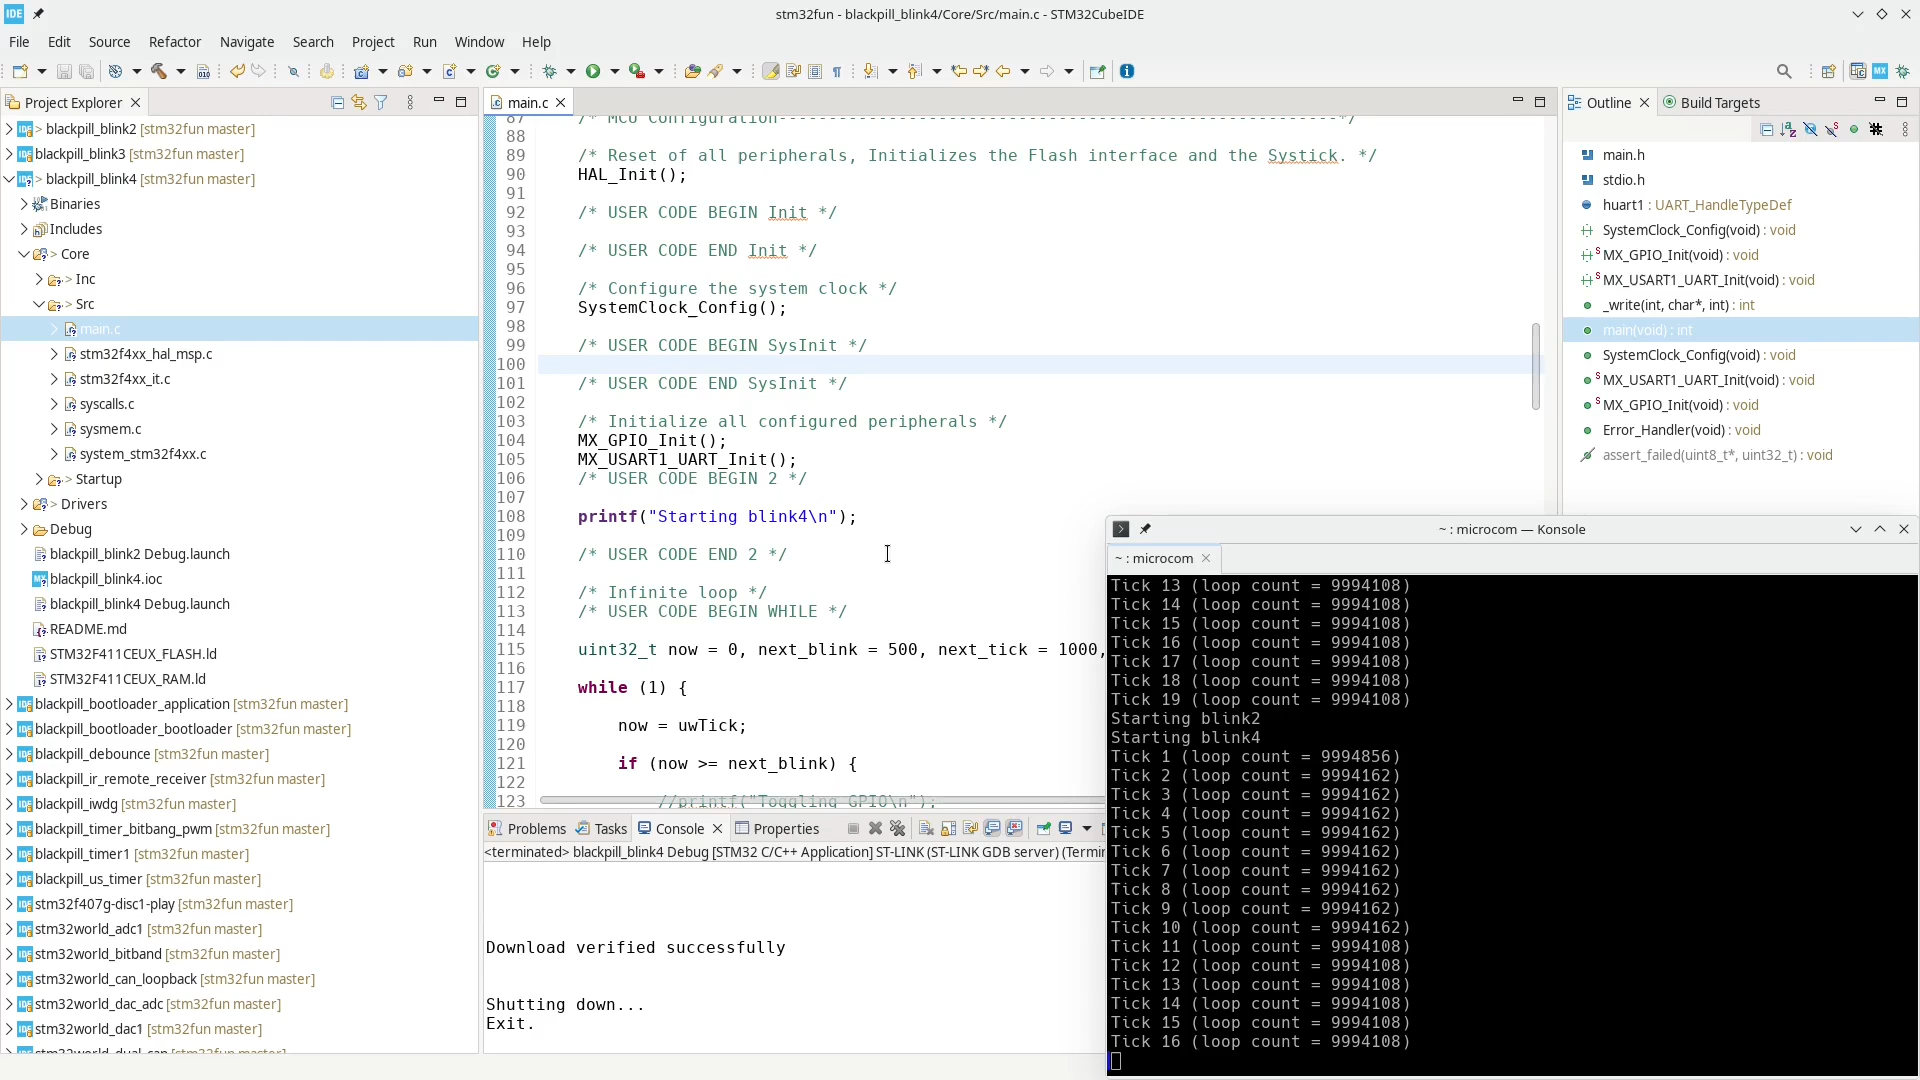 IDE
stm32fun - blackpill_blink4/Core/Src/main.c - STM32CubeIDE
File Edit Source Refactor Navigate Search Project Run Window Help
Project Explorer
> blackpill_blink2 [stm32fun master]
blackpill_blink3 [stm32fun master]
> blackpill_blink4 [stm32fun master]
Binaries
Includes
> Core
> Inc
> Src
main.c
stm32f4xx_hal_msp.c
stm32f4xx_it.c
syscalls.c
sysmem.c
system_stm32f4xx.c
> Startup
> Drivers
Debug
blackpill_blink2 Debug.launch
blackpill_blink4.ioc
blackpill_blink4 Debug.launch
README.md
STM32F411CEUX_FLASH.ld
STM32F411CEUX_RAM.ld
blackpill_bootloader_application [stm32fun master]
blackpill_bootloader_bootloader [stm32fun master]
blackpill_debounce [stm32fun master]
blackpill_ir_remote_receiver [stm32fun master]
blackpill_iwdg [stm32fun master]
blackpill_timer_bitbang_pwm [stm32fun master]
blackpill_timer1 [stm32fun master]
blackpill_us_timer [stm32fun master]
stm32f407g-disc1-play [stm32fun master]
stm32world_adc1 [stm32fun master]
stm32world_bitband [stm32fun master]
stm32world_can_loopback [stm32fun master]
stm32world_dac_adc [stm32fun master]
stm32world_dac1 [stm32fun master]
stm32world_dual_can [stm32fun master]
main.c
87 /* MCU Configuration--------------------------------------------------------*/
88
89 /* Reset of all peripherals, Initializes the Flash interface and the Systick. */
90 HAL_Init();
91
92 /* USER CODE BEGIN Init */
93
94 /* USER CODE END Init */
95
96 /* Configure the system clock */
97 SystemClock_Config();
98
99 /* USER CODE BEGIN SysInit */
100
101 /* USER CODE END SysInit */
102
103 /* Initialize all configured peripherals */
104 MX_GPIO_Init();
105 MX_USART1_UART_Init();
106 /* USER CODE BEGIN 2 */
107
108 printf("Starting blink4\n");
109
110 /* USER CODE END 2 */
111
112 /* Infinite loop */
113 /* USER CODE BEGIN WHILE */
114
115 uint32_t now = 0, next_blink = 500, next_tick = 1000,
116
117 while (1) {
118
119 now = uwTick;
120
121 if (now >= next_blink) {
122
123 //printf("Toggling GPIO\n");
Problems Tasks Console Properties
<terminated> blackpill_blink4 Debug [STM32 C/C++ Application] ST-LINK (ST-LINK GDB server) (Termin
Download verified successfully
Shutting down...
Exit.
Outline Build Targets
main.h
stdio.h
huart1 : UART_HandleTypeDef
SystemClock_Config(void) : void
MX_GPIO_Init(void) : void
MX_USART1_UART_Init(void) : void
_write(int, char*, int) : int
main(void) : int
SystemClock_Config(void) : void
MX_USART1_UART_Init(void) : void
MX_GPIO_Init(void) : void
Error_Handler(void) : void
assert_failed(uint8_t*, uint32_t) : void
~ : microcom — Konsole
~ : microcom
Tick 13 (loop count = 9994108)
Tick 14 (loop count = 9994108)
Tick 15 (loop count = 9994108)
Tick 16 (loop count = 9994108)
Tick 17 (loop count = 9994108)
Tick 18 (loop count = 9994108)
Tick 19 (loop count = 9994108)
Starting blink2
Starting blink4
Tick 1 (loop count = 9994856)
Tick 2 (loop count = 9994162)
Tick 3 (loop count = 9994162)
Tick 4 (loop count = 9994162)
Tick 5 (loop count = 9994162)
Tick 6 (loop count = 9994162)
Tick 7 (loop count = 9994162)
Tick 8 (loop count = 9994162)
Tick 9 (loop count = 9994162)
Tick 10 (loop count = 9994162)
Tick 11 (loop count = 9994108)
Tick 12 (loop count = 9994108)
Tick 13 (loop count = 9994108)
Tick 14 (loop count = 9994108)
Tick 15 (loop count = 9994108)
Tick 16 (loop count = 9994108)